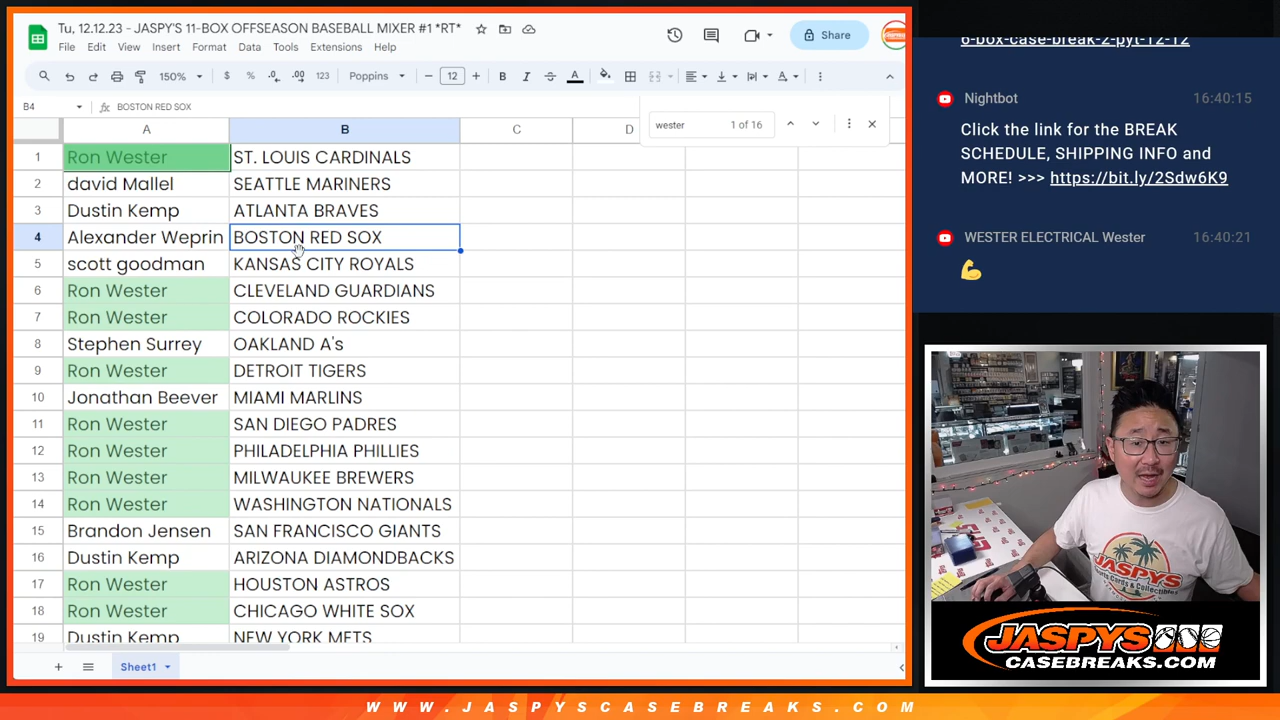 Tu, 12.12.23 - JASPY'S 11-BOX OFFSEASON BASEBALL MIXER #1 *RT*
File Edit View Insert Format Data Tools Extensions Help
Share
150% $ % .0 .00 123 Poppins 12 B I A
B4 BOSTON RED SOX
wester 1 of 16
A B C D
1 Ron Wester ST. LOUIS CARDINALS
2 david Mallel SEATTLE MARINERS
3 Dustin Kemp ATLANTA BRAVES
4 Alexander Weprin BOSTON RED SOX
5 scott goodman KANSAS CITY ROYALS
6 Ron Wester CLEVELAND GUARDIANS
7 Ron Wester COLORADO ROCKIES
8 Stephen Surrey OAKLAND A's
9 Ron Wester DETROIT TIGERS
10 Jonathan Beever MIAMI MARLINS
11 Ron Wester SAN DIEGO PADRES
12 Ron Wester PHILADELPHIA PHILLIES
13 Ron Wester MILWAUKEE BREWERS
14 Ron Wester WASHINGTON NATIONALS
15 Brandon Jensen SAN FRANCISCO GIANTS
16 Dustin Kemp ARIZONA DIAMONDBACKS
17 Ron Wester HOUSTON ASTROS
18 Ron Wester CHICAGO WHITE SOX
19 Dustin Kemp NEW YORK METS
Sheet1
6-box-case-break-2-pyt-12-12
Nightbot 16:40:15
Click the link for the BREAK
SCHEDULE, SHIPPING INFO and
MORE! >>> https://bit.ly/2Sdw6K9
WESTER ELECTRICAL Wester 16:40:21
💪
JASPYS
Sports Cards & Collectibles
JASPYS
CASEBREAKS.COM
WWW.JASPYSCASEBREAKS.COM